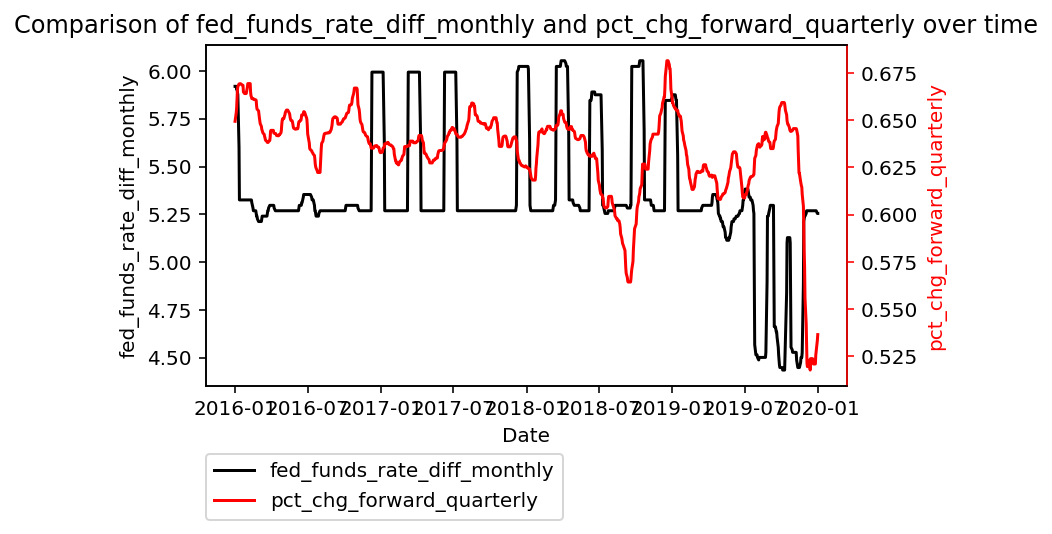 Comparison of fed_funds_rate_diff_monthly and pct_chg_forward_quarterly over time
fed_funds_rate_diff_monthly
6.00
5.75
5.50
5.25
5.00
4.75
4.50
0.675
0.650
0.625
0.600
0.575
0.550
0.525
pct_chg_forward_quarterly
2016-01 2016-07 2017-01 2017-07 2018-01 2018-07 2019-01 2019-07 2020-01
Date
fed_funds_rate_diff_monthly
pct_chg_forward_quarterly